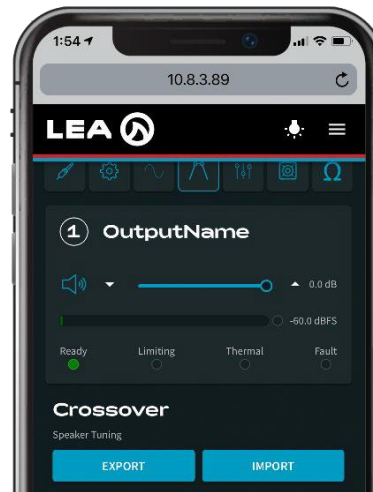 1:54
10.8.3.89
LEA
Ω
1 OutputName
0.0 dB
-60.0 dBFS
Ready Limiting Thermal Fault
Crossover
Speaker Tuning
EXPORT IMPORT